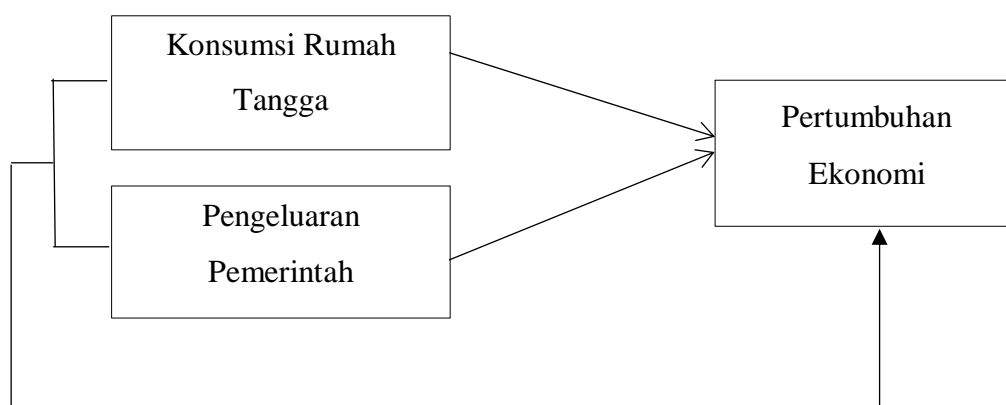 Konsumsi Rumah
Tangga
Pengeluaran
Pemerintah
Pertumbuhan
Ekonomi